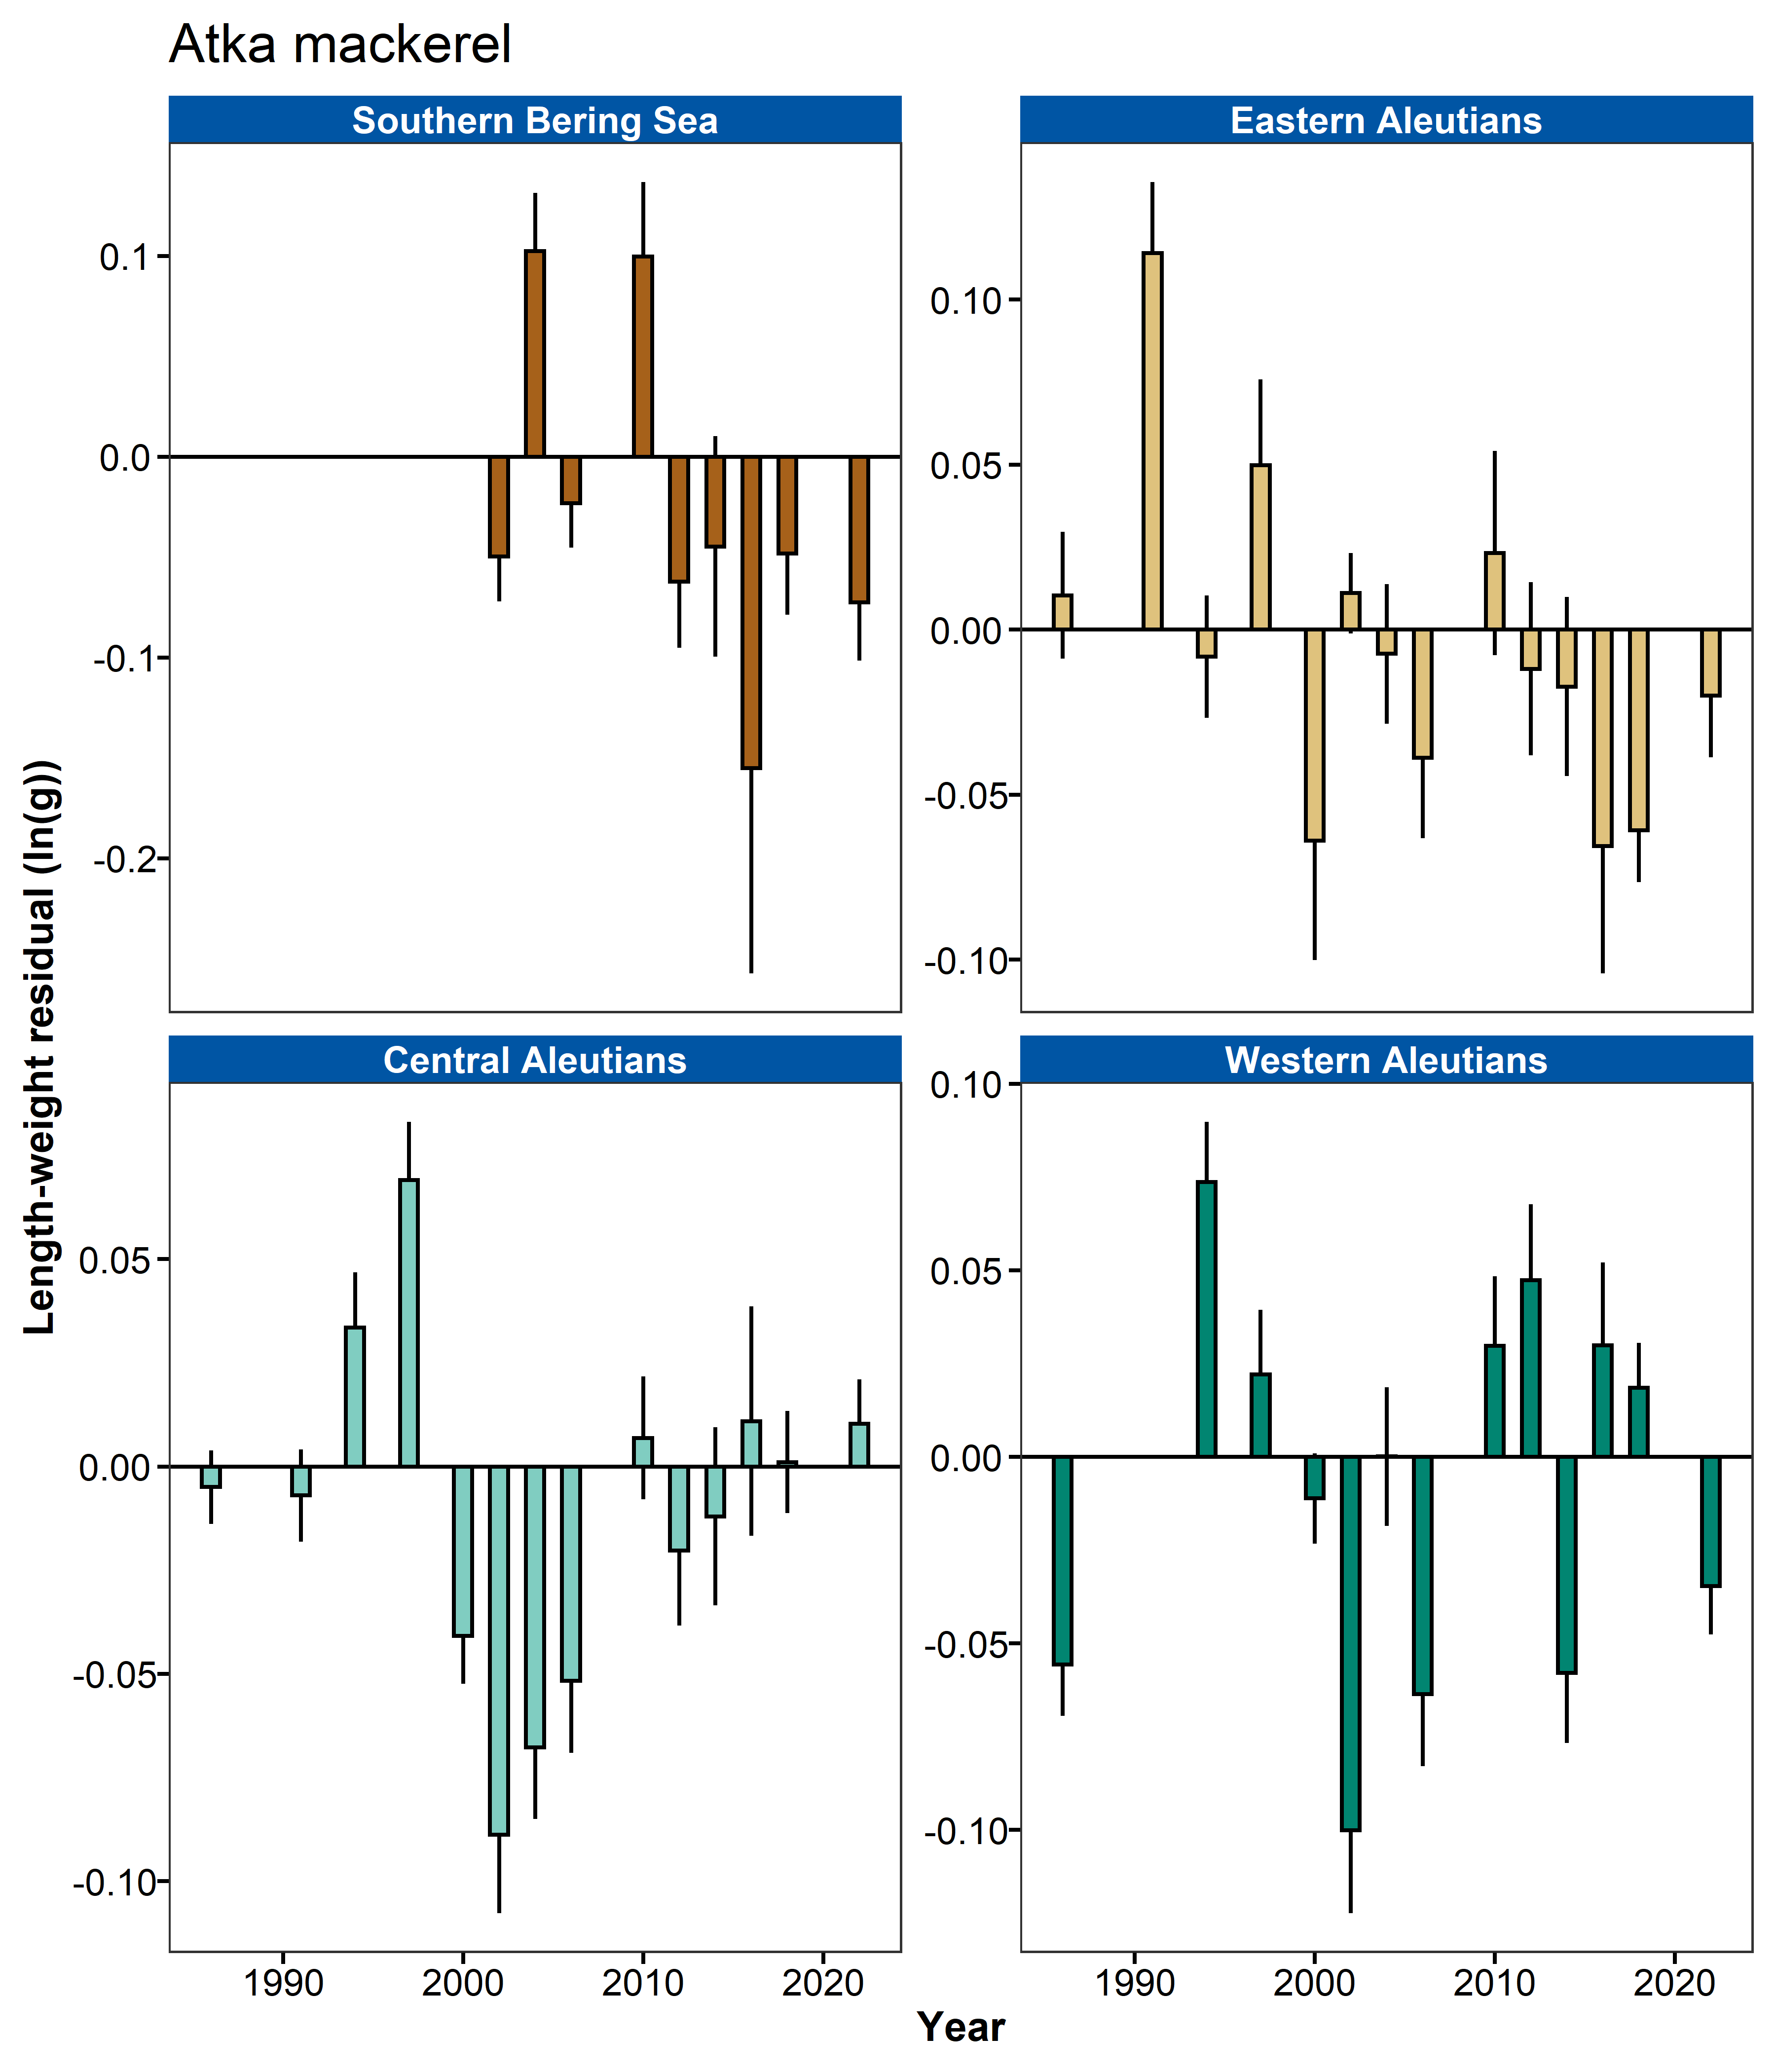 Atka mackerel
Southern Bering Sea
Eastern Aleutians
0.1
0.0
-0.1
-0.2
0.10
0.05
0.00
-0.05
-0.10
Length-weight residual (ln(g))
Central Aleutians
Western Aleutians
0.05
0.00
-0.05
-0.10
0.10
0.05
0.00
-0.05
-0.10
1990 2000 2010 2020
1990 2000 2010 2020
Year